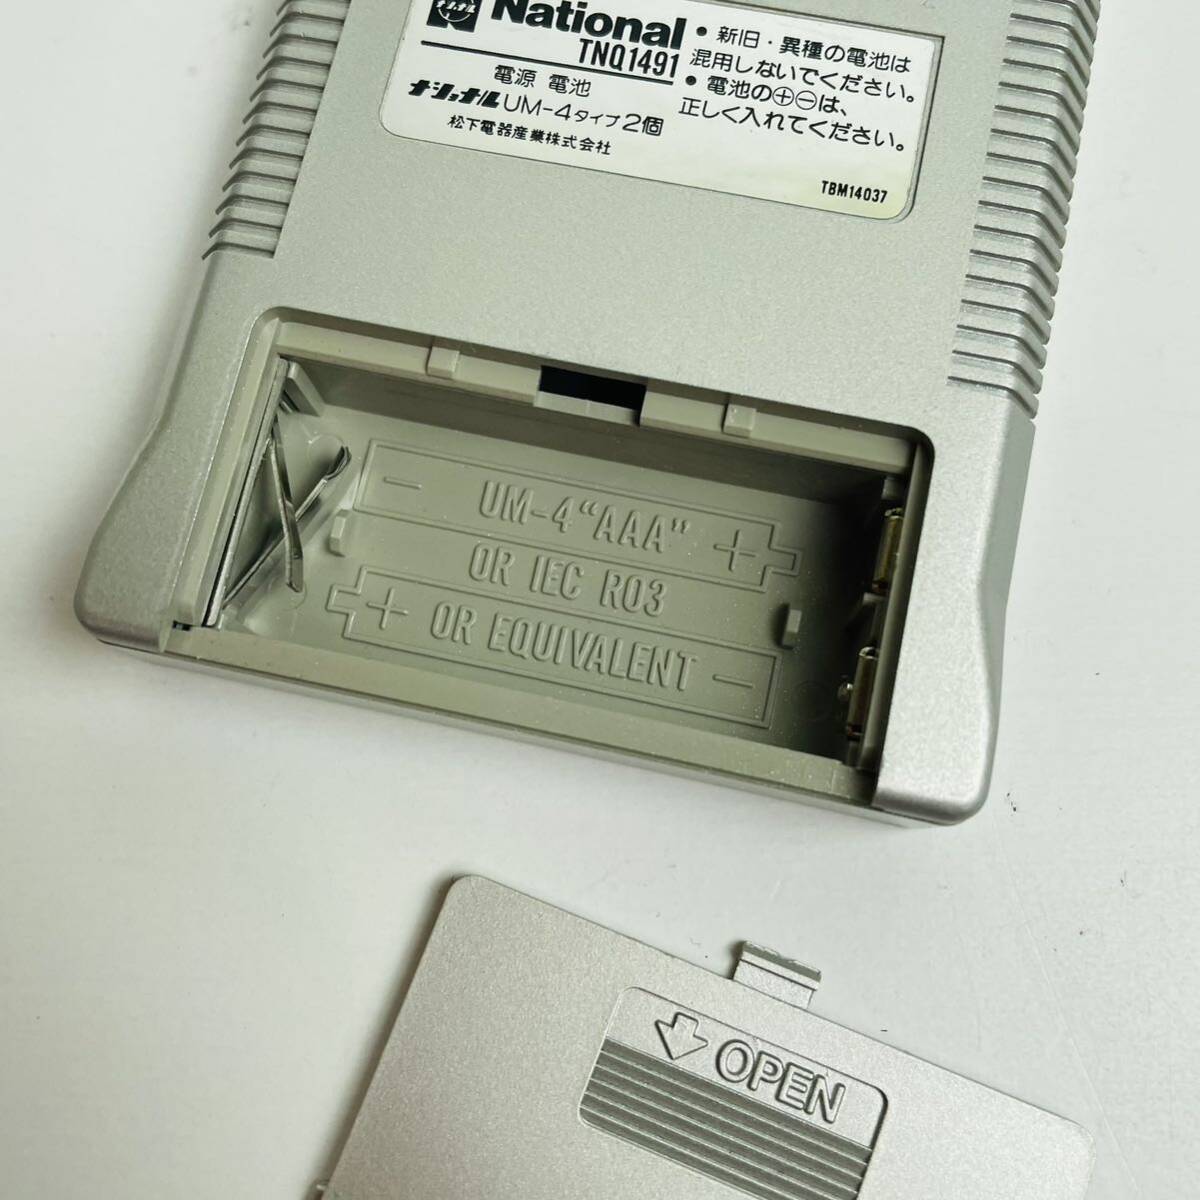 National
TNQ1491
電源 電池
ナショナル UM-4タイプ2個
松下電器産業株式会社
• 新旧・異種の電池は
混用しないでください。
• 電池の⊕⊖は、
正しく入れてください。
TBM14037
− UM-4 “AAA” +
OR IEC R03
+ OR EQUIVALENT −
OPEN